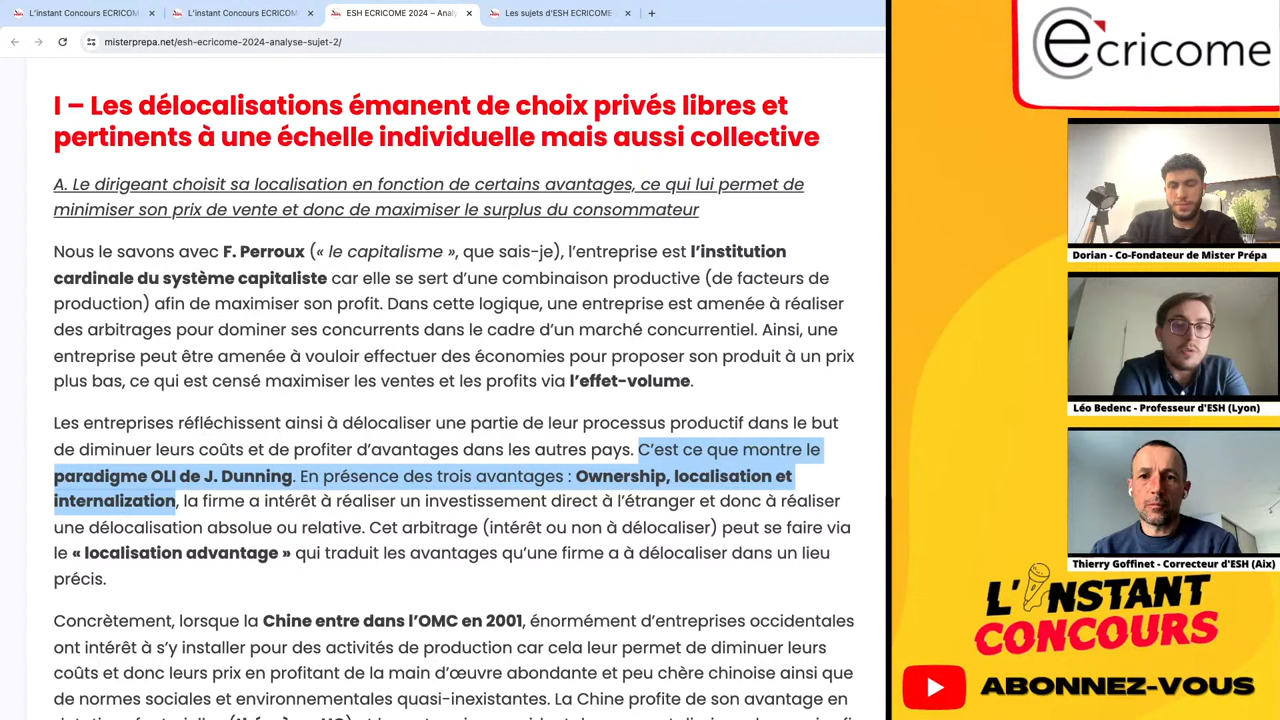 L'instant Concours ECRICOME
L'instant Concours ECRICOME
ESH ECRICOME 2024 – Analy
Les sujets d'ESH ECRICOME
misterprepa.net/esh-ecricome-2024-analyse-sujet-2/
I – Les délocalisations émanent de choix privés libres et
pertinents à une échelle individuelle mais aussi collective
A. Le dirigeant choisit sa localisation en fonction de certains avantages, ce qui lui permet de
minimiser son prix de vente et donc de maximiser le surplus du consommateur
Nous le savons avec F. Perroux (« le capitalisme », que sais-je), l'entreprise est l'institution
cardinale du système capitaliste car elle se sert d'une combinaison productive (de facteurs de
production) afin de maximiser son profit. Dans cette logique, une entreprise est amenée à réaliser
des arbitrages pour dominer ses concurrents dans le cadre d'un marché concurrentiel. Ainsi, une
entreprise peut être amenée à vouloir effectuer des économies pour proposer son produit à un prix
plus bas, ce qui est censé maximiser les ventes et les profits via l'effet-volume.
Les entreprises réfléchissent ainsi à délocaliser une partie de leur processus productif dans le but
de diminuer leurs coûts et de profiter d'avantages dans les autres pays. C'est ce que montre le
paradigme OLI de J. Dunning. En présence des trois avantages : Ownership, localisation et
internalization, la firme a intérêt à réaliser un investissement direct à l'étranger et donc à réaliser
une délocalisation absolue ou relative. Cet arbitrage (intérêt ou non à délocaliser) peut se faire via
le « localisation advantage » qui traduit les avantages qu'une firme a à délocaliser dans un lieu
précis.
Concrètement, lorsque la Chine entre dans l'OMC en 2001, énormément d'entreprises occidentales
ont intérêt à s'y installer pour des activités de production car cela leur permet de diminuer leurs
coûts et donc leurs prix en profitant de la main d'œuvre abondante et peu chère chinoise ainsi que
de normes sociales et environnementales quasi-inexistantes. La Chine profite de son avantage en
ecricome
Dorian - Co-Fondateur de Mister Prépa
Léo Bedenc - Professeur d'ESH (Lyon)
Thierry Goffinet - Correcteur d'ESH (Aix)
L'INSTANT
CONCOURS
ABONNEZ-VOUS